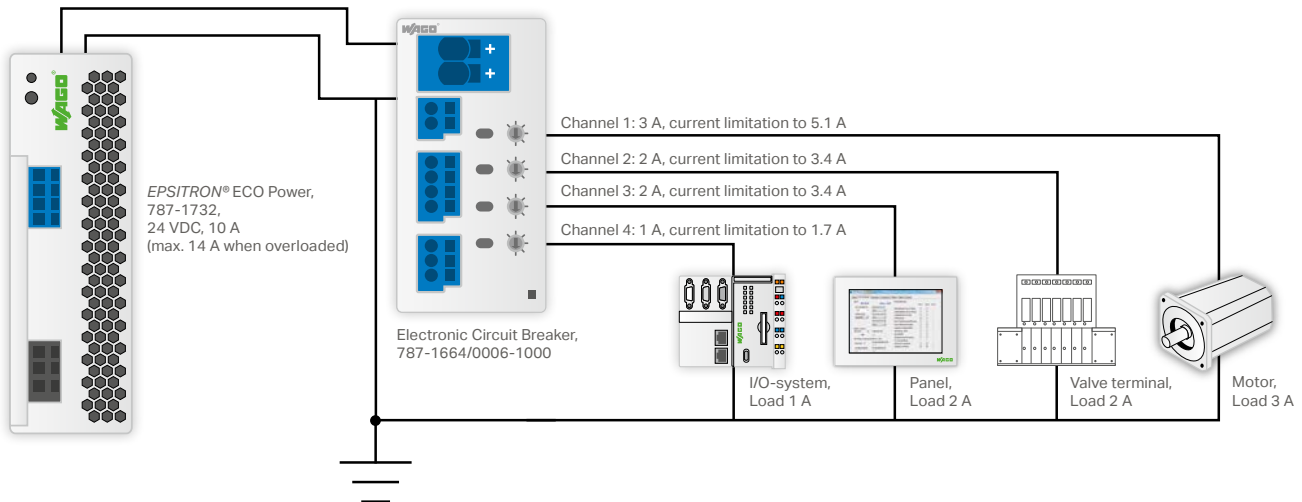 WAGO
EPSITRON® ECO Power,
787-1732,
24 VDC, 10 A
(max. 14 A when overloaded)
WAGO
+
+
Electronic Circuit Breaker,
787-1664/0006-1000
Channel 1: 3 A, current limitation to 5.1 A
Channel 2: 2 A, current limitation to 3.4 A
Channel 3: 2 A, current limitation to 3.4 A
Channel 4: 1 A, current limitation to 1.7 A
WAGO
I/O-system,
Load 1 A
WAGO
Panel,
Load 2 A
Valve terminal,
Load 2 A
Motor,
Load 3 A